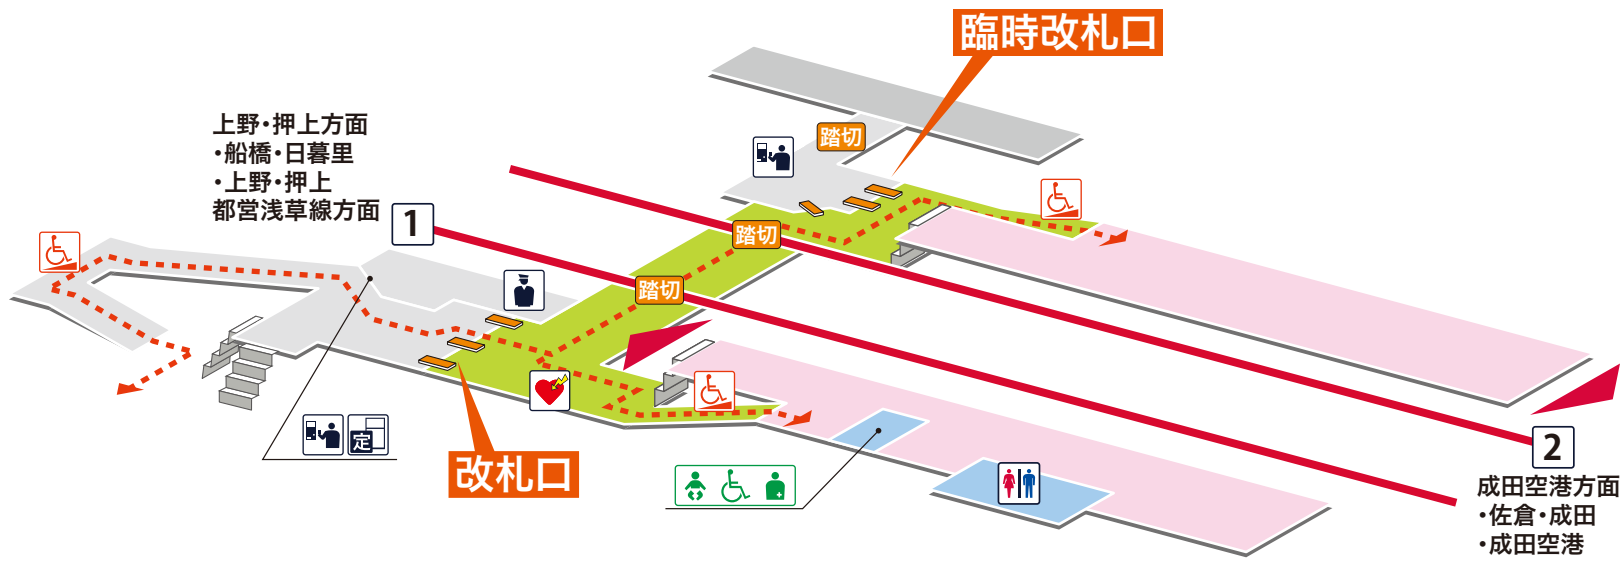 臨時改札口
踏切
上野・押上方面
・船橋・日暮里
・上野・押上
都営浅草線方面
1
踏切
踏切
定
改札口
2
成田空港方面
・佐倉・成田
・成田空港